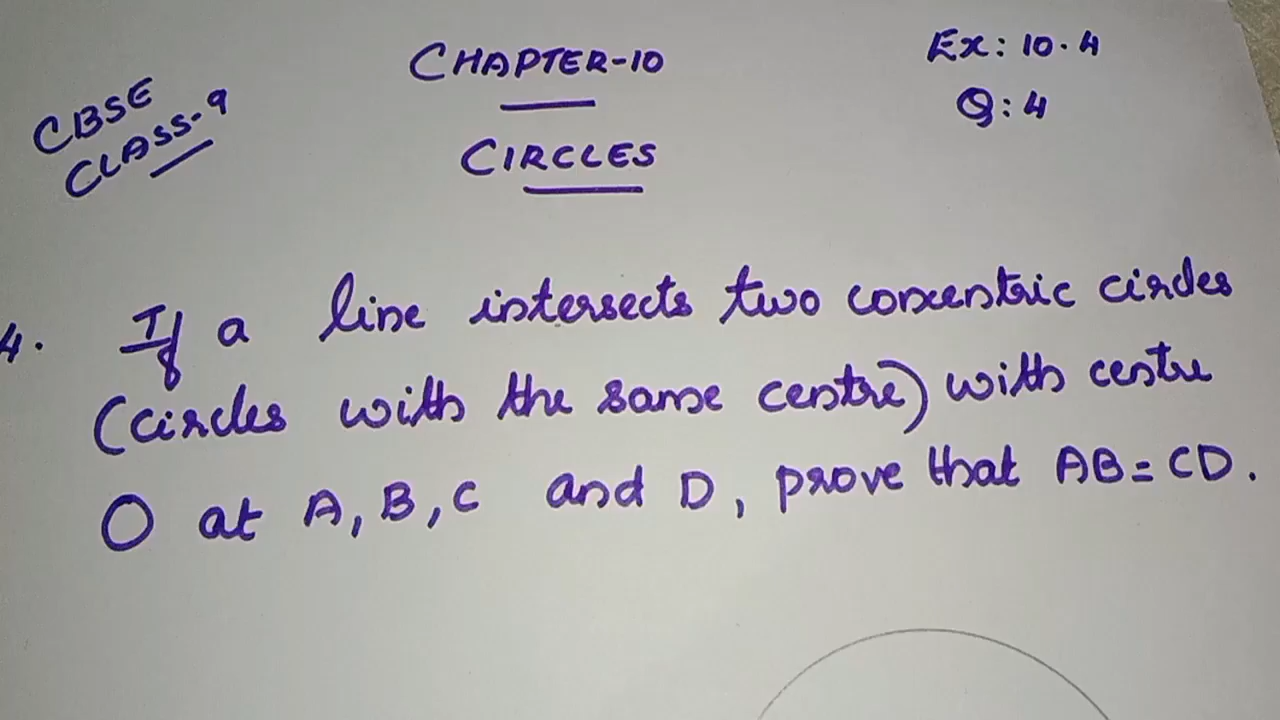 CBSE
CLASS-9
CHAPTER-10
CIRCLES
Ex: 10.4
Q: 4
4. If a line intersects two concentric circles
(circles with the same centre) with centre
O at A, B, C and D, prove that AB = CD.